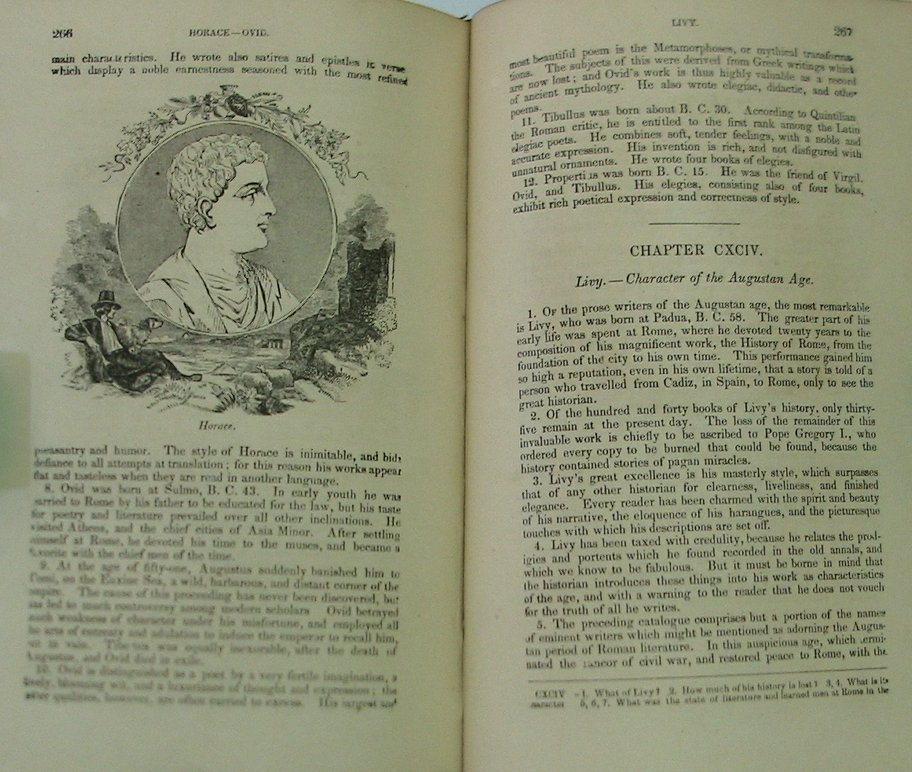 266
HORACE—OVID.
main characteristics. He wrote also satires and epistles in verse
which display a noble earnestness seasoned with the most refined
Horace.
pleasantry and humor. The style of Horace is inimitable, and bids
defiance to all attempts at translation; for this reason his works appear
flat and tasteless when they are read in another language.
8. Ovid was born at Sulmo, B. C. 43. In early youth he was
carried to Rome by his father to be educated for the law, but his taste
for poetry and literature prevailed over all other inclinations. He
visited Athens, and the chief cities of Asia Minor. After settling
himself at Rome, he devoted his time to the muses, and became a
favorite with the chief men of the time.
9. At the age of fifty-one, Augustus suddenly banished him to
Tomi, on the Euxine Sea, a wild, barbarous, and distant corner of the
empire. The cause of this proceeding has never been discovered, but
has led to much controversy among modern scholars. Ovid betrayed
much weakness of character under his misfortune, and employed all
the arts of entreaty and adulation to induce the emperor to recall him,
but in vain. Tiberius was equally inexorable, after the death of
Augustus, and Ovid died in exile.
10. Ovid is distinguished as a poet by a very fertile imagination, a
lively, blooming wit, and a luxuriance of thought and expression; the
latter qualities, however, are often carried to excess. His largest and
LIVY.
267
most beautiful poem is the Metamorphoses, or mythical transforma-
tions. The subjects of this were derived from Greek writings which
are now lost; and Ovid's work is thus highly valuable as a record
of ancient mythology. He also wrote elegiac, didactic, and other
poems.
11. Tibullus was born about B. C. 30. According to Quintilian
the Roman critic, he is entitled to the first rank among the Latin
elegiac poets. He combines soft, tender feelings, with a noble and
accurate expression. His invention is rich, and not disfigured with
unnatural ornaments. He wrote four books of elegies.
12. Propertius was born B. C. 15. He was the friend of Virgil,
Ovid, and Tibullus. His elegies, consisting also of four books,
exhibit rich poetical expression and correctness of style.
CHAPTER CXCIV.
Livy.—Character of the Augustan Age.
1. Of the prose writers of the Augustan age, the most remarkable
is Livy, who was born at Padua, B. C. 58. The greater part of his
early life was spent at Rome, where he devoted twenty years to the
composition of his magnificent work, the History of Rome, from the
foundation of the city to his own time. This performance gained him
so high a reputation, even in his own lifetime, that a story is told of a
person who travelled from Cadiz, in Spain, to Rome, only to see the
great historian.
2. Of the hundred and forty books of Livy's history, only thirty-
five remain at the present day. The loss of the remainder of this
invaluable work is chiefly to be ascribed to Pope Gregory I., who
ordered every copy to be burned that could be found, because the
history contained stories of pagan miracles.
3. Livy's great excellence is his masterly style, which surpasses
that of any other historian for clearness, liveliness, and finished
elegance. Every reader has been charmed with the spirit and beauty
of his narrative, the eloquence of his harangues, and the picturesque
touches with which his descriptions are set off.
4. Livy has been taxed with credulity, because he relates the prod-
igies and portents which he found recorded in the old annals, and
which we know to be fabulous. But it must be borne in mind that
the historian introduces these things into his work as characteristics
of the age, and with a warning to the reader that he does not vouch
for the truth of all he writes.
5. The preceding catalogue comprises but a portion of the names
of eminent writers which might be mentioned as adorning the Augus-
tan period of Roman literature. In this auspicious age, which termi-
nated the rancor of civil war, and restored peace to Rome, with the
CXCIV—1. What of Livy? 2. How much of his history is lost? 3, 4. What is its
character 5, 6, 7. What was the state of literature and learned men at Rome in the